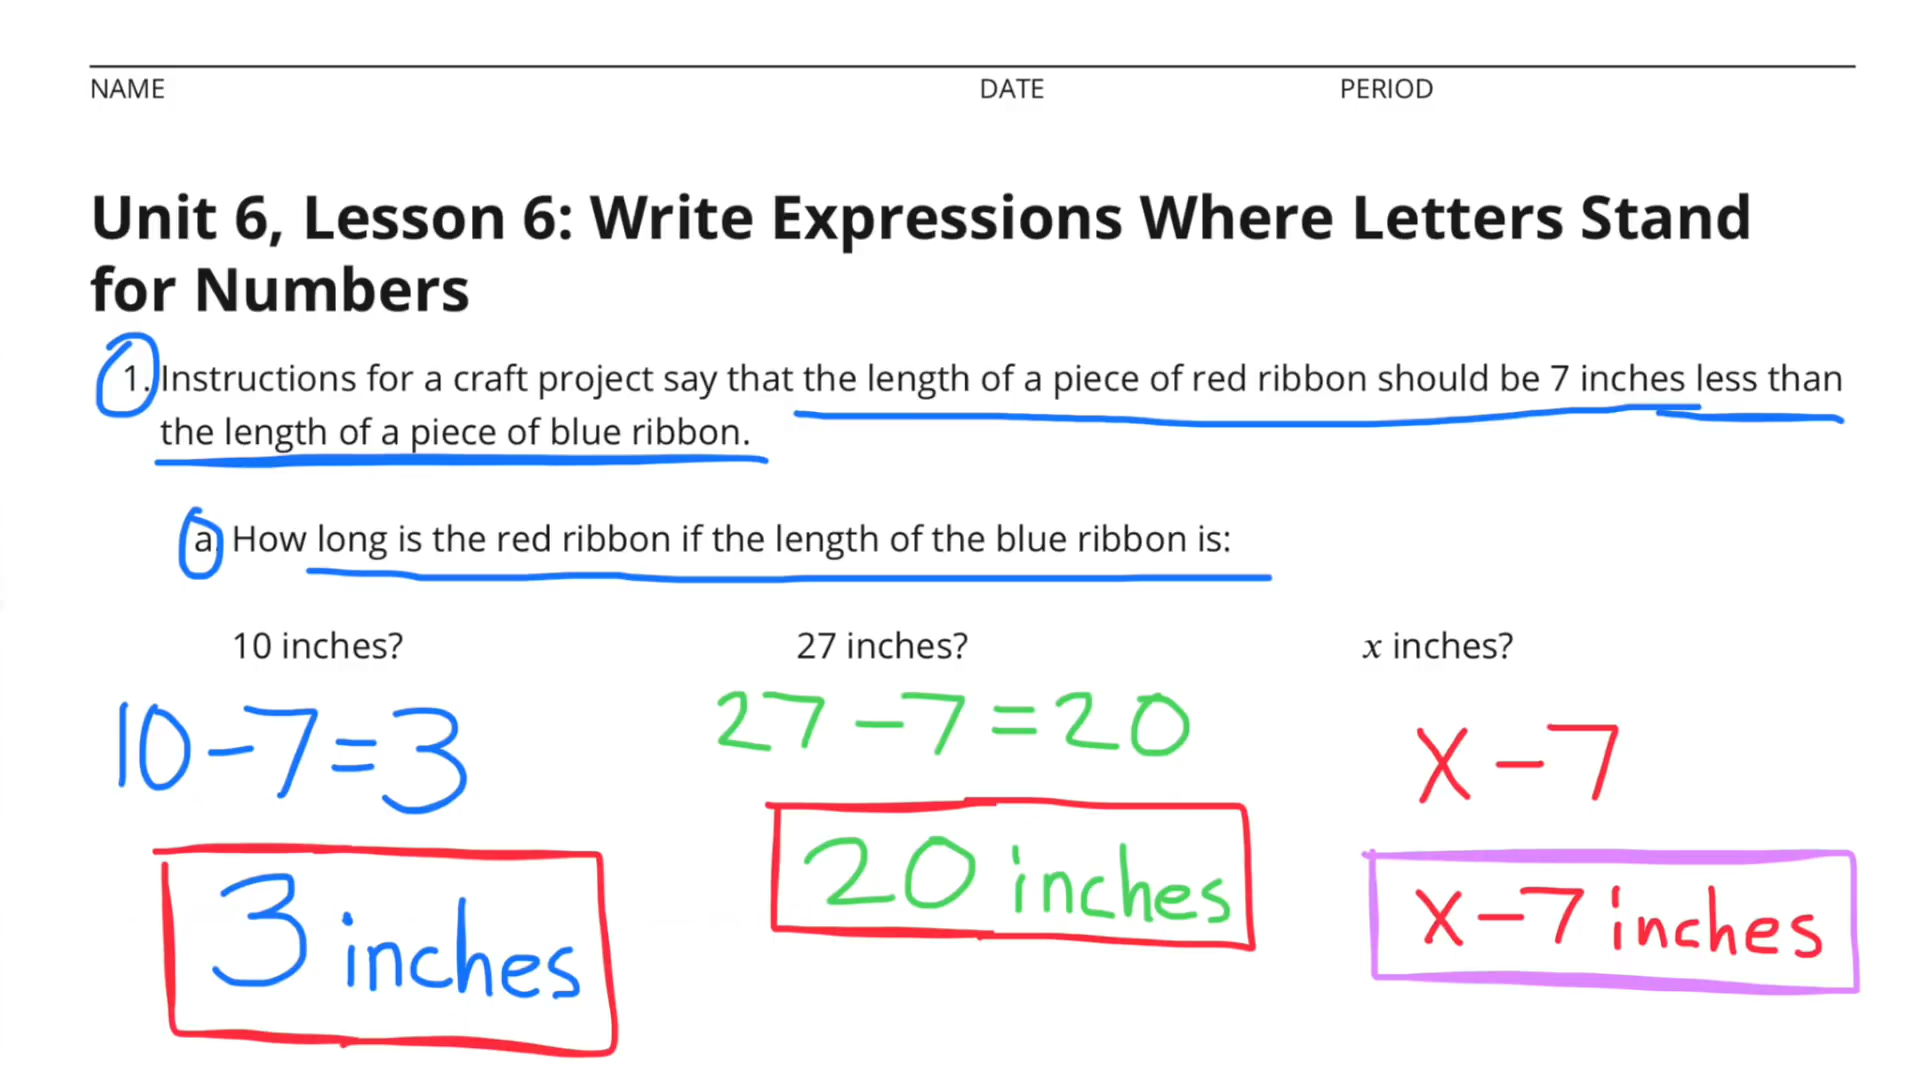 NAME DATE PERIOD
Unit 6, Lesson 6: Write Expressions Where Letters Stand
for Numbers
1. Instructions for a craft project say that the length of a piece of red ribbon should be 7 inches less than
the length of a piece of blue ribbon.
a. How long is the red ribbon if the length of the blue ribbon is:
10 inches? 27 inches? x inches?
10-7=3 27-7=20 x-7
3 inches 20 inches x-7 inches